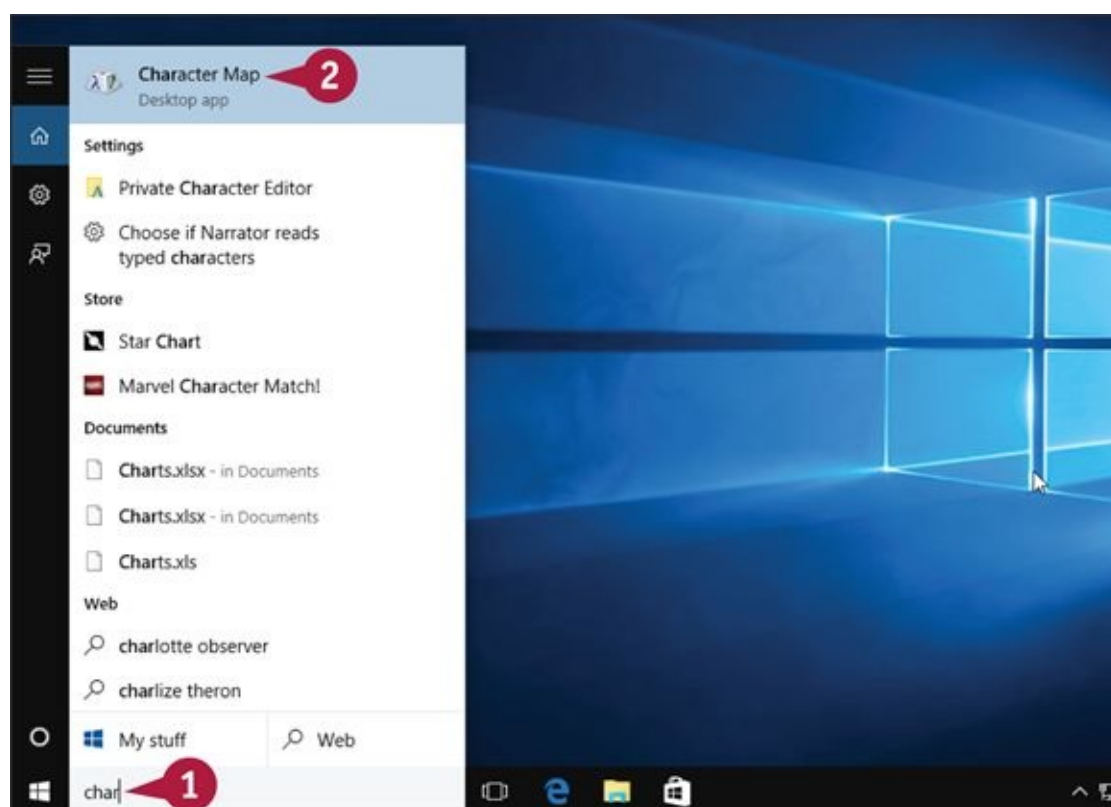 Character Map
2
Desktop app
Settings
Private Character Editor
Choose if Narrator reads
typed characters
Store
Star Chart
Marvel Character Match!
Documents
Charts.xlsx - in Documents
Charts.xlsx - in Documents
Charts.xls
Web
charlotte observer
charlize theron
My stuff
Web
char
1